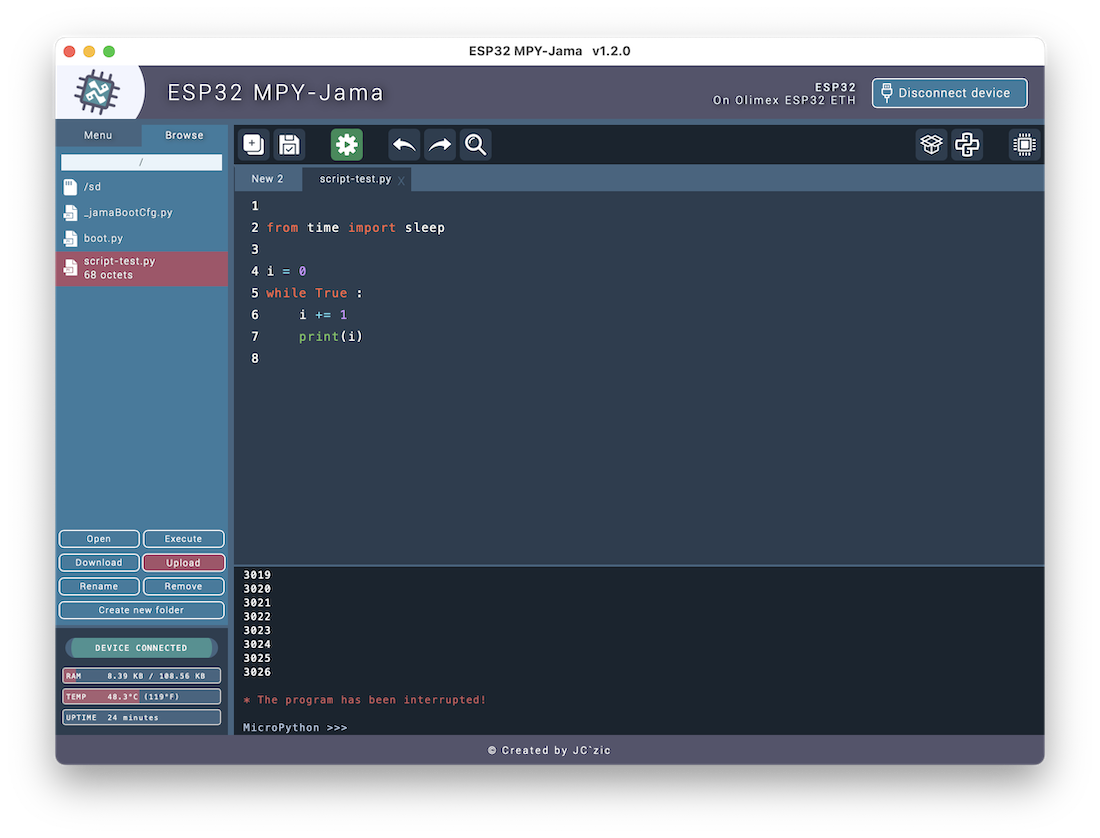 ESP32 MPY-Jama v1.2.0
ESP32 MPY-Jama
ESP32
On Olimex ESP32 ETH
Disconnect device
Menu
Browse
/
/sd
_jamaBootCfg.py
boot.py
script-test.py
68 octets
Open
Execute
Download
Upload
Rename
Remove
Create new folder
DEVICE CONNECTED
RAM 8.39 KB / 108.56 KB
TEMP 48.3°C (119°F)
UPTIME 24 minutes
New 2
script-test.py x
1
2 from time import sleep
3
4 i = 0
5 while True :
6 i += 1
7 print(i)
8
3019
3020
3021
3022
3023
3024
3025
3026
* The program has been interrupted!
MicroPython >>>
© Created by JC`zic